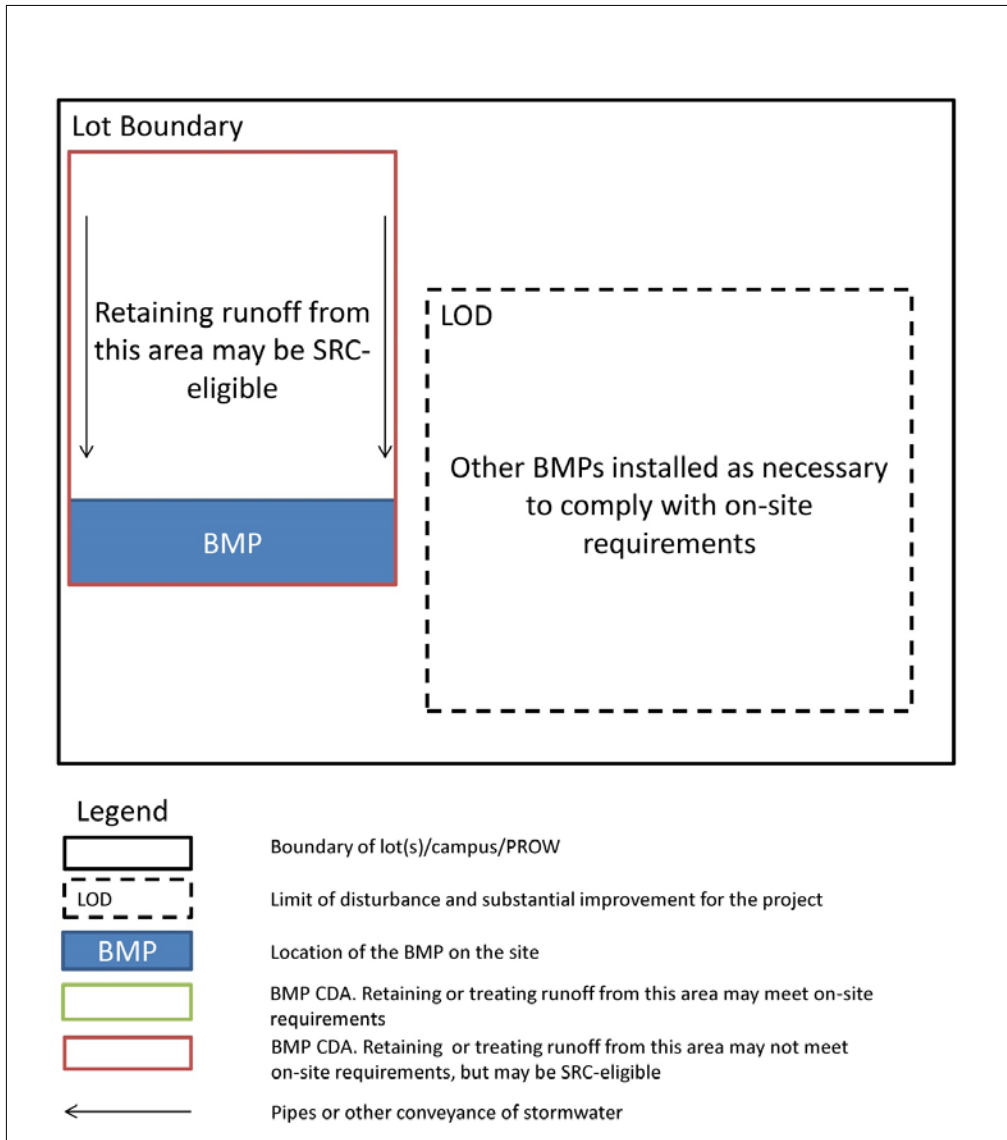 Lot Boundary
Retaining runoff from
this area may be SRC-
eligible
BMP
LOD
Other BMPs installed as necessary
to comply with on-site
requirements
Legend
Boundary of lot(s)/campus/PROW
LOD
Limit of disturbance and substantial improvement for the project
BMP
Location of the BMP on the site
BMP CDA. Retaining or treating runoff from this area may meet on-site
requirements
BMP CDA. Retaining or treating runoff from this area may not meet
on-site requirements, but may be SRC-eligible
Pipes or other conveyance of stormwater